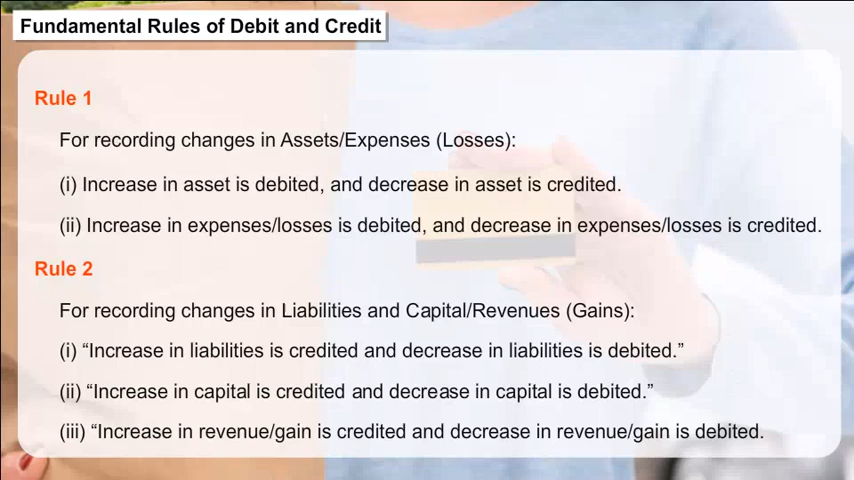 Fundamental Rules of Debit and Credit
Rule 1
For recording changes in Assets/Expenses (Losses):
(i) Increase in asset is debited, and decrease in asset is credited.
(ii) Increase in expenses/losses is debited, and decrease in expenses/losses is credited.
Rule 2
For recording changes in Liabilities and Capital/Revenues (Gains):
(i) “Increase in liabilities is credited and decrease in liabilities is debited.”
(ii) “Increase in capital is credited and decrease in capital is debited.”
(iii) “Increase in revenue/gain is credited and decrease in revenue/gain is debited.